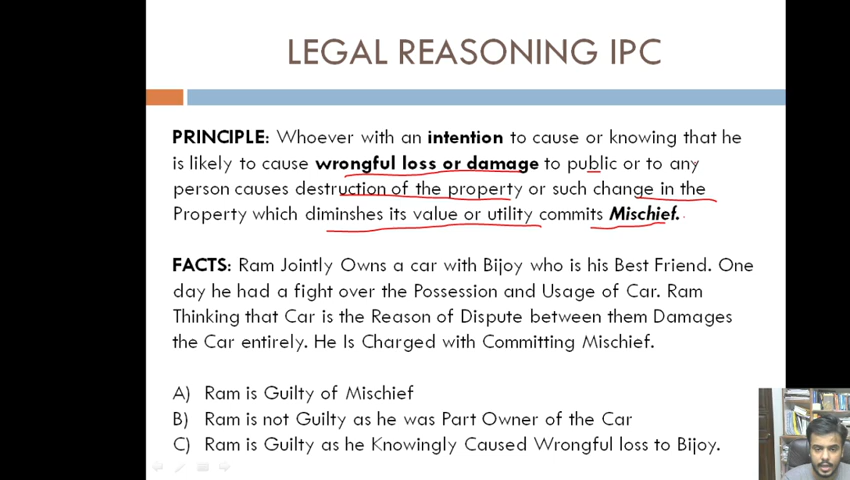 LEGAL REASONING IPC
PRINCIPLE: Whoever with an intention to cause or knowing that he
is likely to cause wrongful loss or damage to public or to any
person causes destruction of the property or such change in the
Property which diminshes its value or utility commits Mischief.
FACTS: Ram Jointly Owns a car with Bijoy who is his Best Friend. One
day he had a fight over the Possession and Usage of Car. Ram
Thinking that Car is the Reason of Dispute between them Damages
the Car entirely. He Is Charged with Committing Mischief.
A) Ram is Guilty of Mischief
B) Ram is not Guilty as he was Part Owner of the Car
C) Ram is Guilty as he Knowingly Caused Wrongful loss to Bijoy.